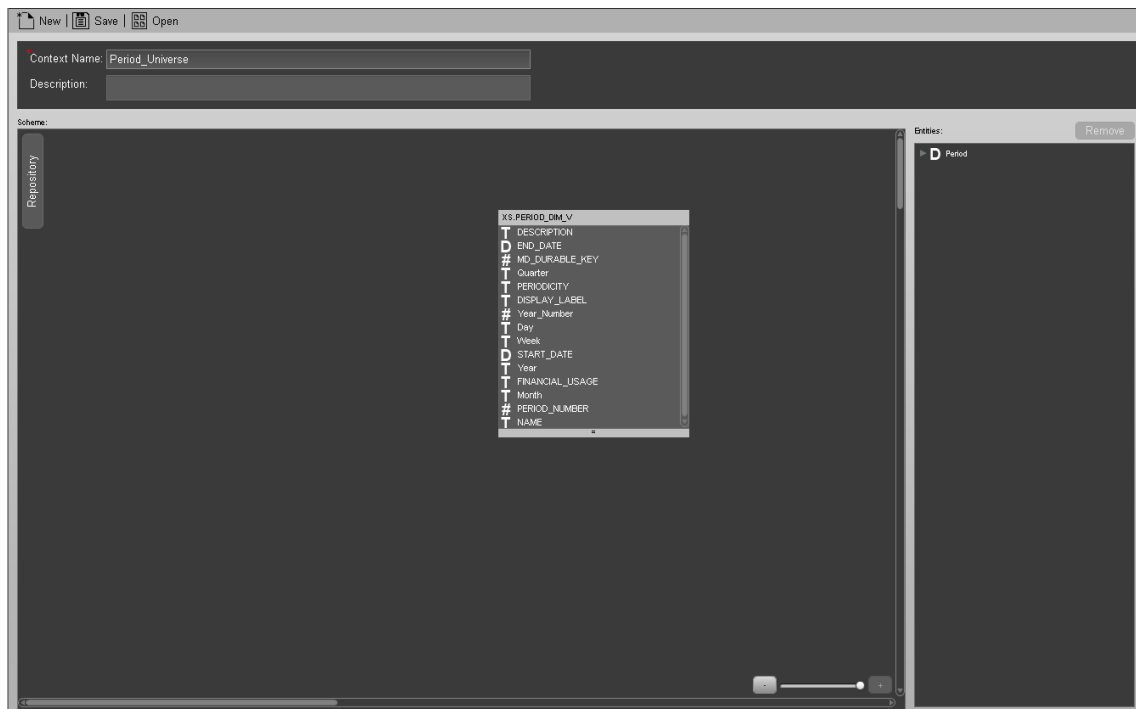 New | Save | Open
Context Name: Period_Universe
Description:
Scheme:
Entities:
Remove
Repository
D Period
XS.PERIOD_DIM_V
T DESCRIPTION
D END_DATE
# MD_DURABLE_KEY
T Quarter
T PERIODICITY
T DISPLAY_LABEL
# Year_Number
T Day
T Week
D START_DATE
T Year
T FINANCIAL_USAGE
T Month
# PERIOD_NUMBER
T NAME
- +